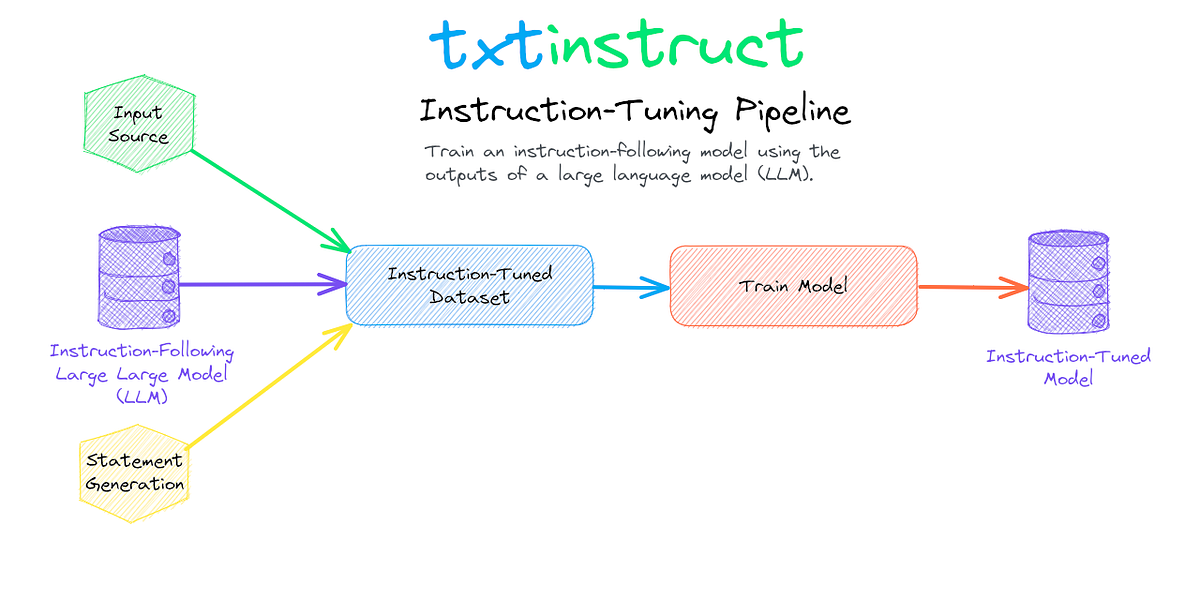 txtinstruct
Instruction-Tuning Pipeline
Train an instruction-following model using the
outputs of a large language model (LLM).
Input
Source
Instruction-Following
Large Large Model
(LLM)
Statement
Generation
Instruction-Tuned
Dataset
Train Model
Instruction-Tuned
Model